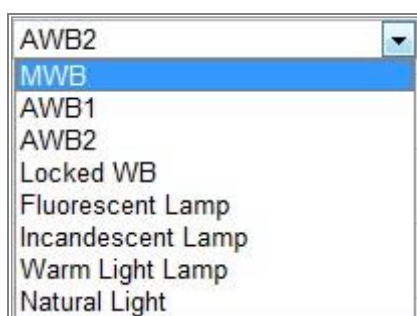 AWB2
MWB
AWB1
AWB2
Locked WB
Fluorescent Lamp
Incandescent Lamp
Warm Light Lamp
Natural Light